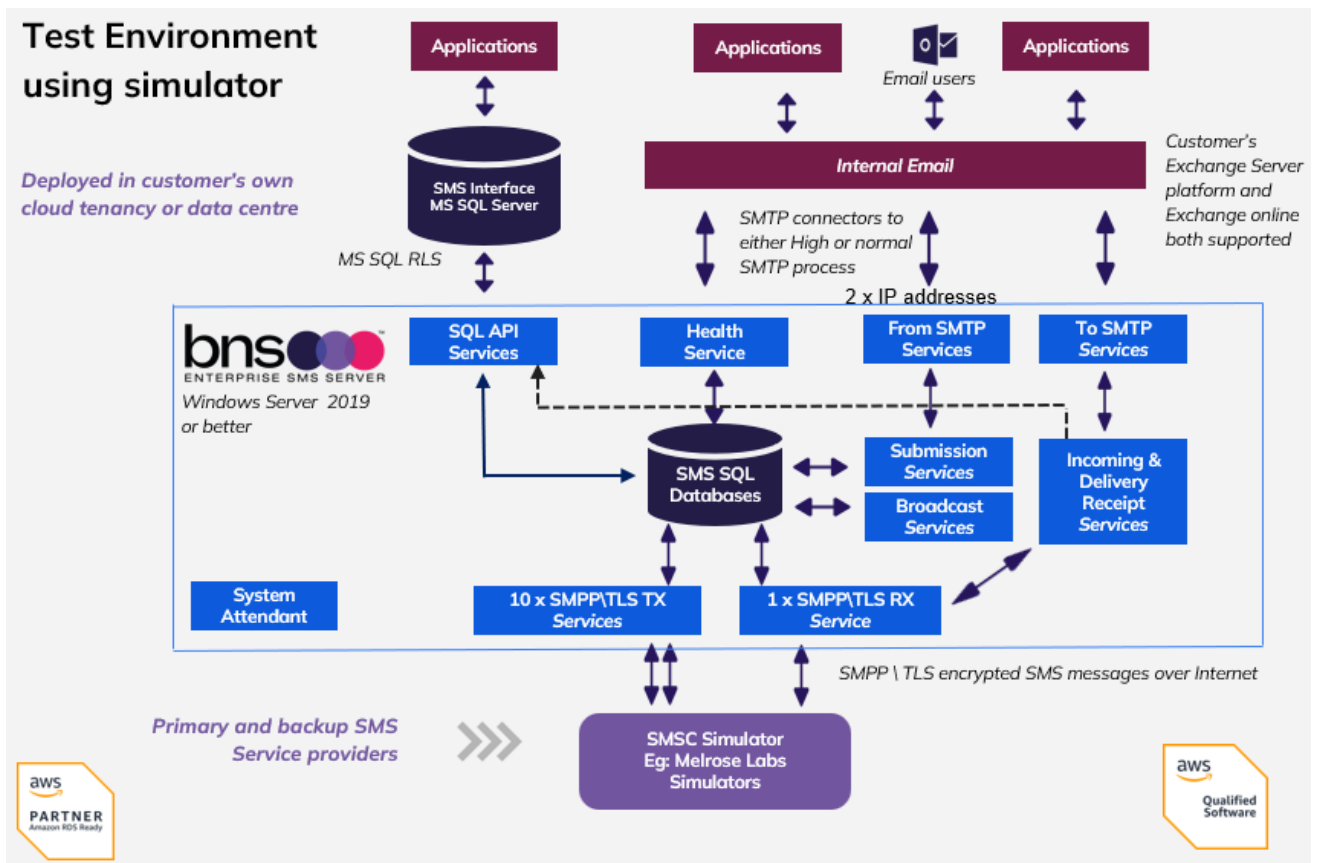 Test Environment
using simulator
Applications
Applications
Email users
Applications
Deployed in customer's own
cloud tenancy or data centre
SMS Interface
MS SQL Server
Internal Email
Customer's
Exchange Server
platform and
Exchange online
both supported
MS SQL RLS
SMTP connectors to
either High or normal
SMTP process
2 x IP addresses
bns
™
ENTERPRISE SMS SERVER
Windows Server 2019
or better
SQL API
Services
Health
Service
From SMTP
Services
To SMTP
Services
SMS SQL
Databases
Submission
Services
Broadcast
Services
Incoming &
Delivery
Receipt
Services
System
Attendant
10 x SMPP\TLS TX
Services
1 x SMPP\TLS RX
Service
SMPP \ TLS encrypted SMS messages over Internet
Primary and backup SMS
Service providers
SMSC Simulator
Eg: Melrose Labs
Simulators
aws
PARTNER
Amazon RDS Ready
aws
Qualified
Software